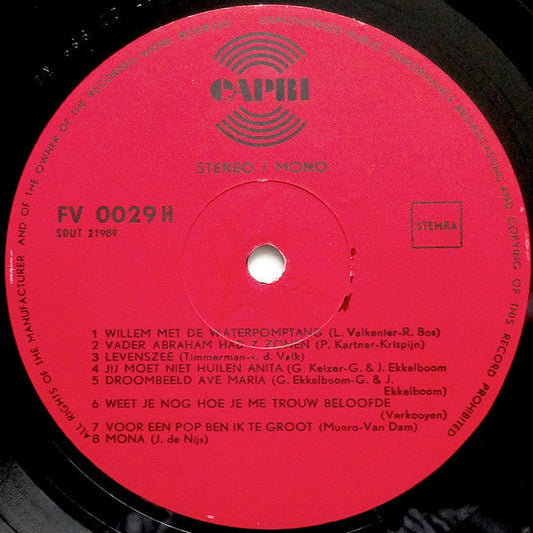 ALL RIGHTS OF THE MANUFACTURER AND OF THE OWNER OF THE RECORDED WORK RESERVED
UNAUTHORISED PUBLIC PERFORMANCE BROADCASTING AND COPYING OF THIS RECORD PROHIBITED
CAPRI
STEREO / MONO
FV 0029 H
SDUT 21989
STEMRA
1 WILLEM MET DE WATERPOMPTANG (L. Valkenier-R. Bos)
2 VADER ABRAHAM HAD 7 ZONEN (P. Kartner-Krispijn)
3 LEVENSZEE (Timmerman-v. d. Valk)
4 JIJ MOET NIET HUILEN ANITA (G. Keizer-G. & J. Ekkelboom
5 DROOMBEELD AVE MARIA (G. Ekkelboom-G. & J.
Ekkelboom)
6 WEET JE NOG HOE JE ME TROUW BELOOFDE
(Verkooyen)
7 VOOR EEN POP BEN IK TE GROOT (Munro-Van Dam)
8 MONA (J. de Nijs)